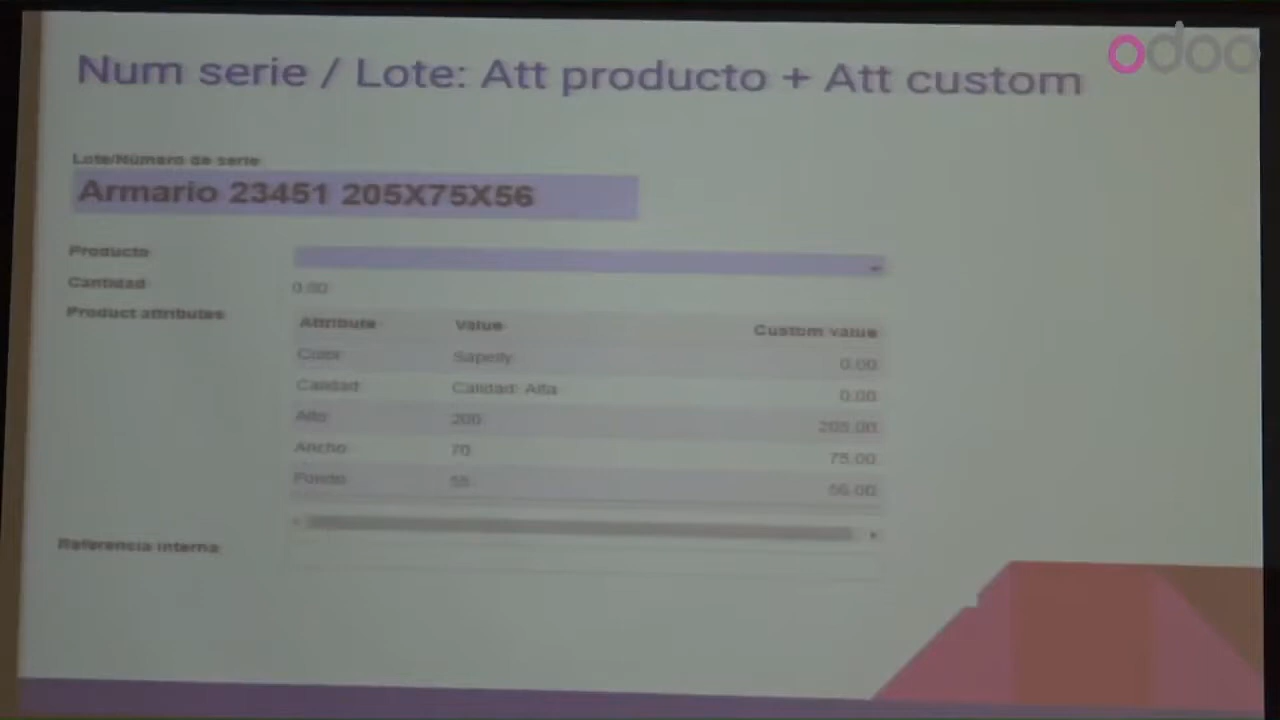 odoo
Num serie / Lote: Att producto + Att custom
Lote/Número de serie
Armario 23451 205X75X56
Producto
Cantidad 0.00
Product attributes
Attribute Value Custom value
Color Sapelly 0.00
Calidad Calidad: Alta 0.00
Alto 200 205.00
Ancho 70 75.00
Fondo 55 56.00
Referencia interna